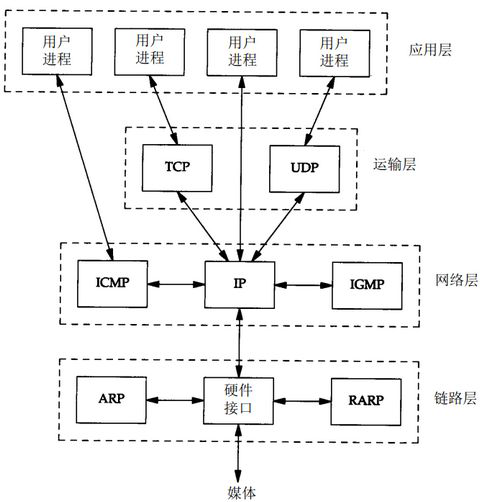 用户 用户 用户 用户
进程 进程 进程 进程
应用层
TCP UDP 运输层
ICMP IP IGMP 网络层
ARP 硬件 RARP 链路层
接口
媒体